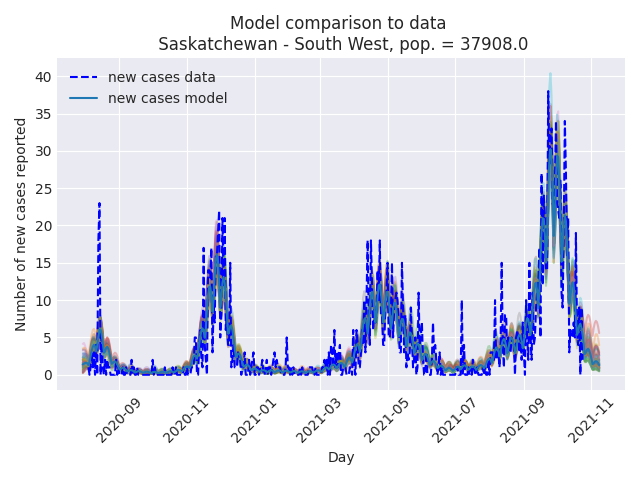 Model comparison to data
Saskatchewan - South West, pop. = 37908.0
new cases data
new cases model
Number of new cases reported
40
35
30
25
20
15
10
5
0
2020-09
2020-11
2021-01
2021-03
2021-05
2021-07
2021-09
2021-11
Day